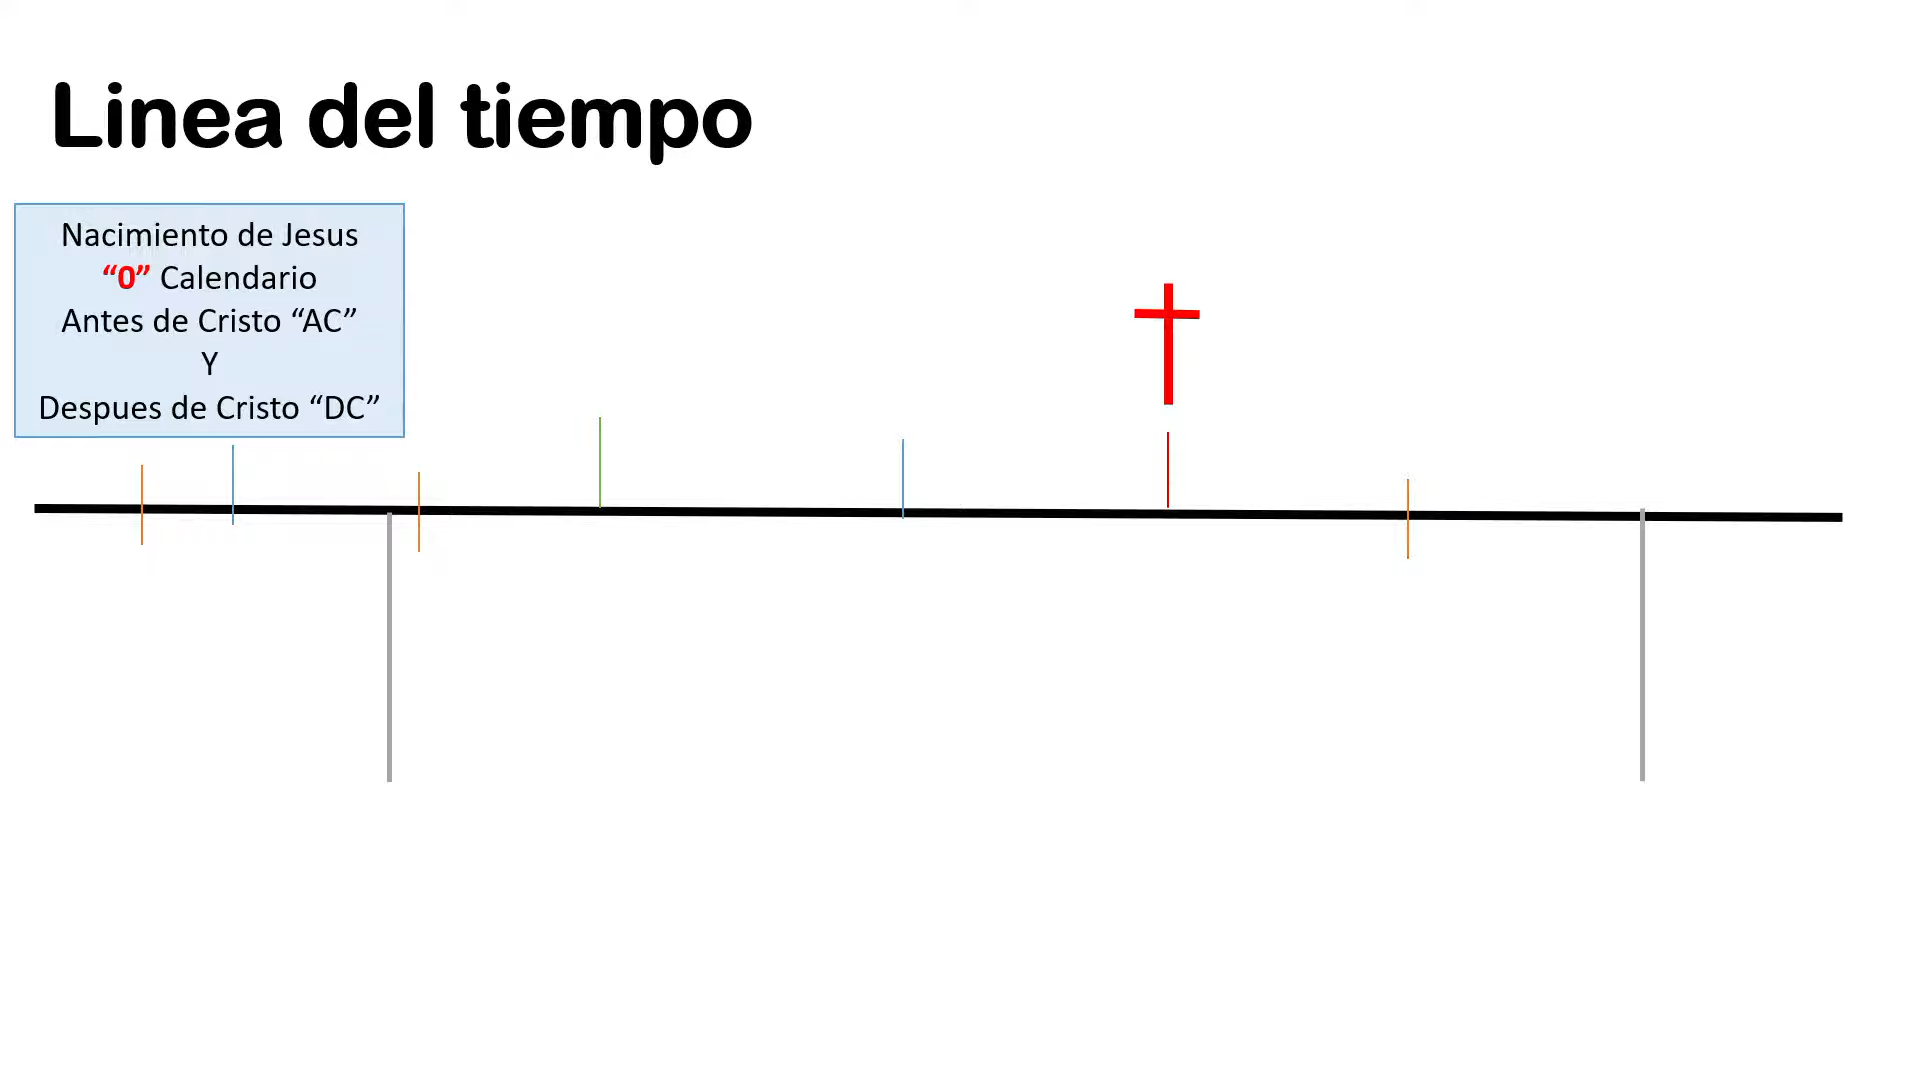 Linea del tiempo
Nacimiento de Jesus
“0” Calendario
Antes de Cristo “AC”
Y
Despues de Cristo “DC”